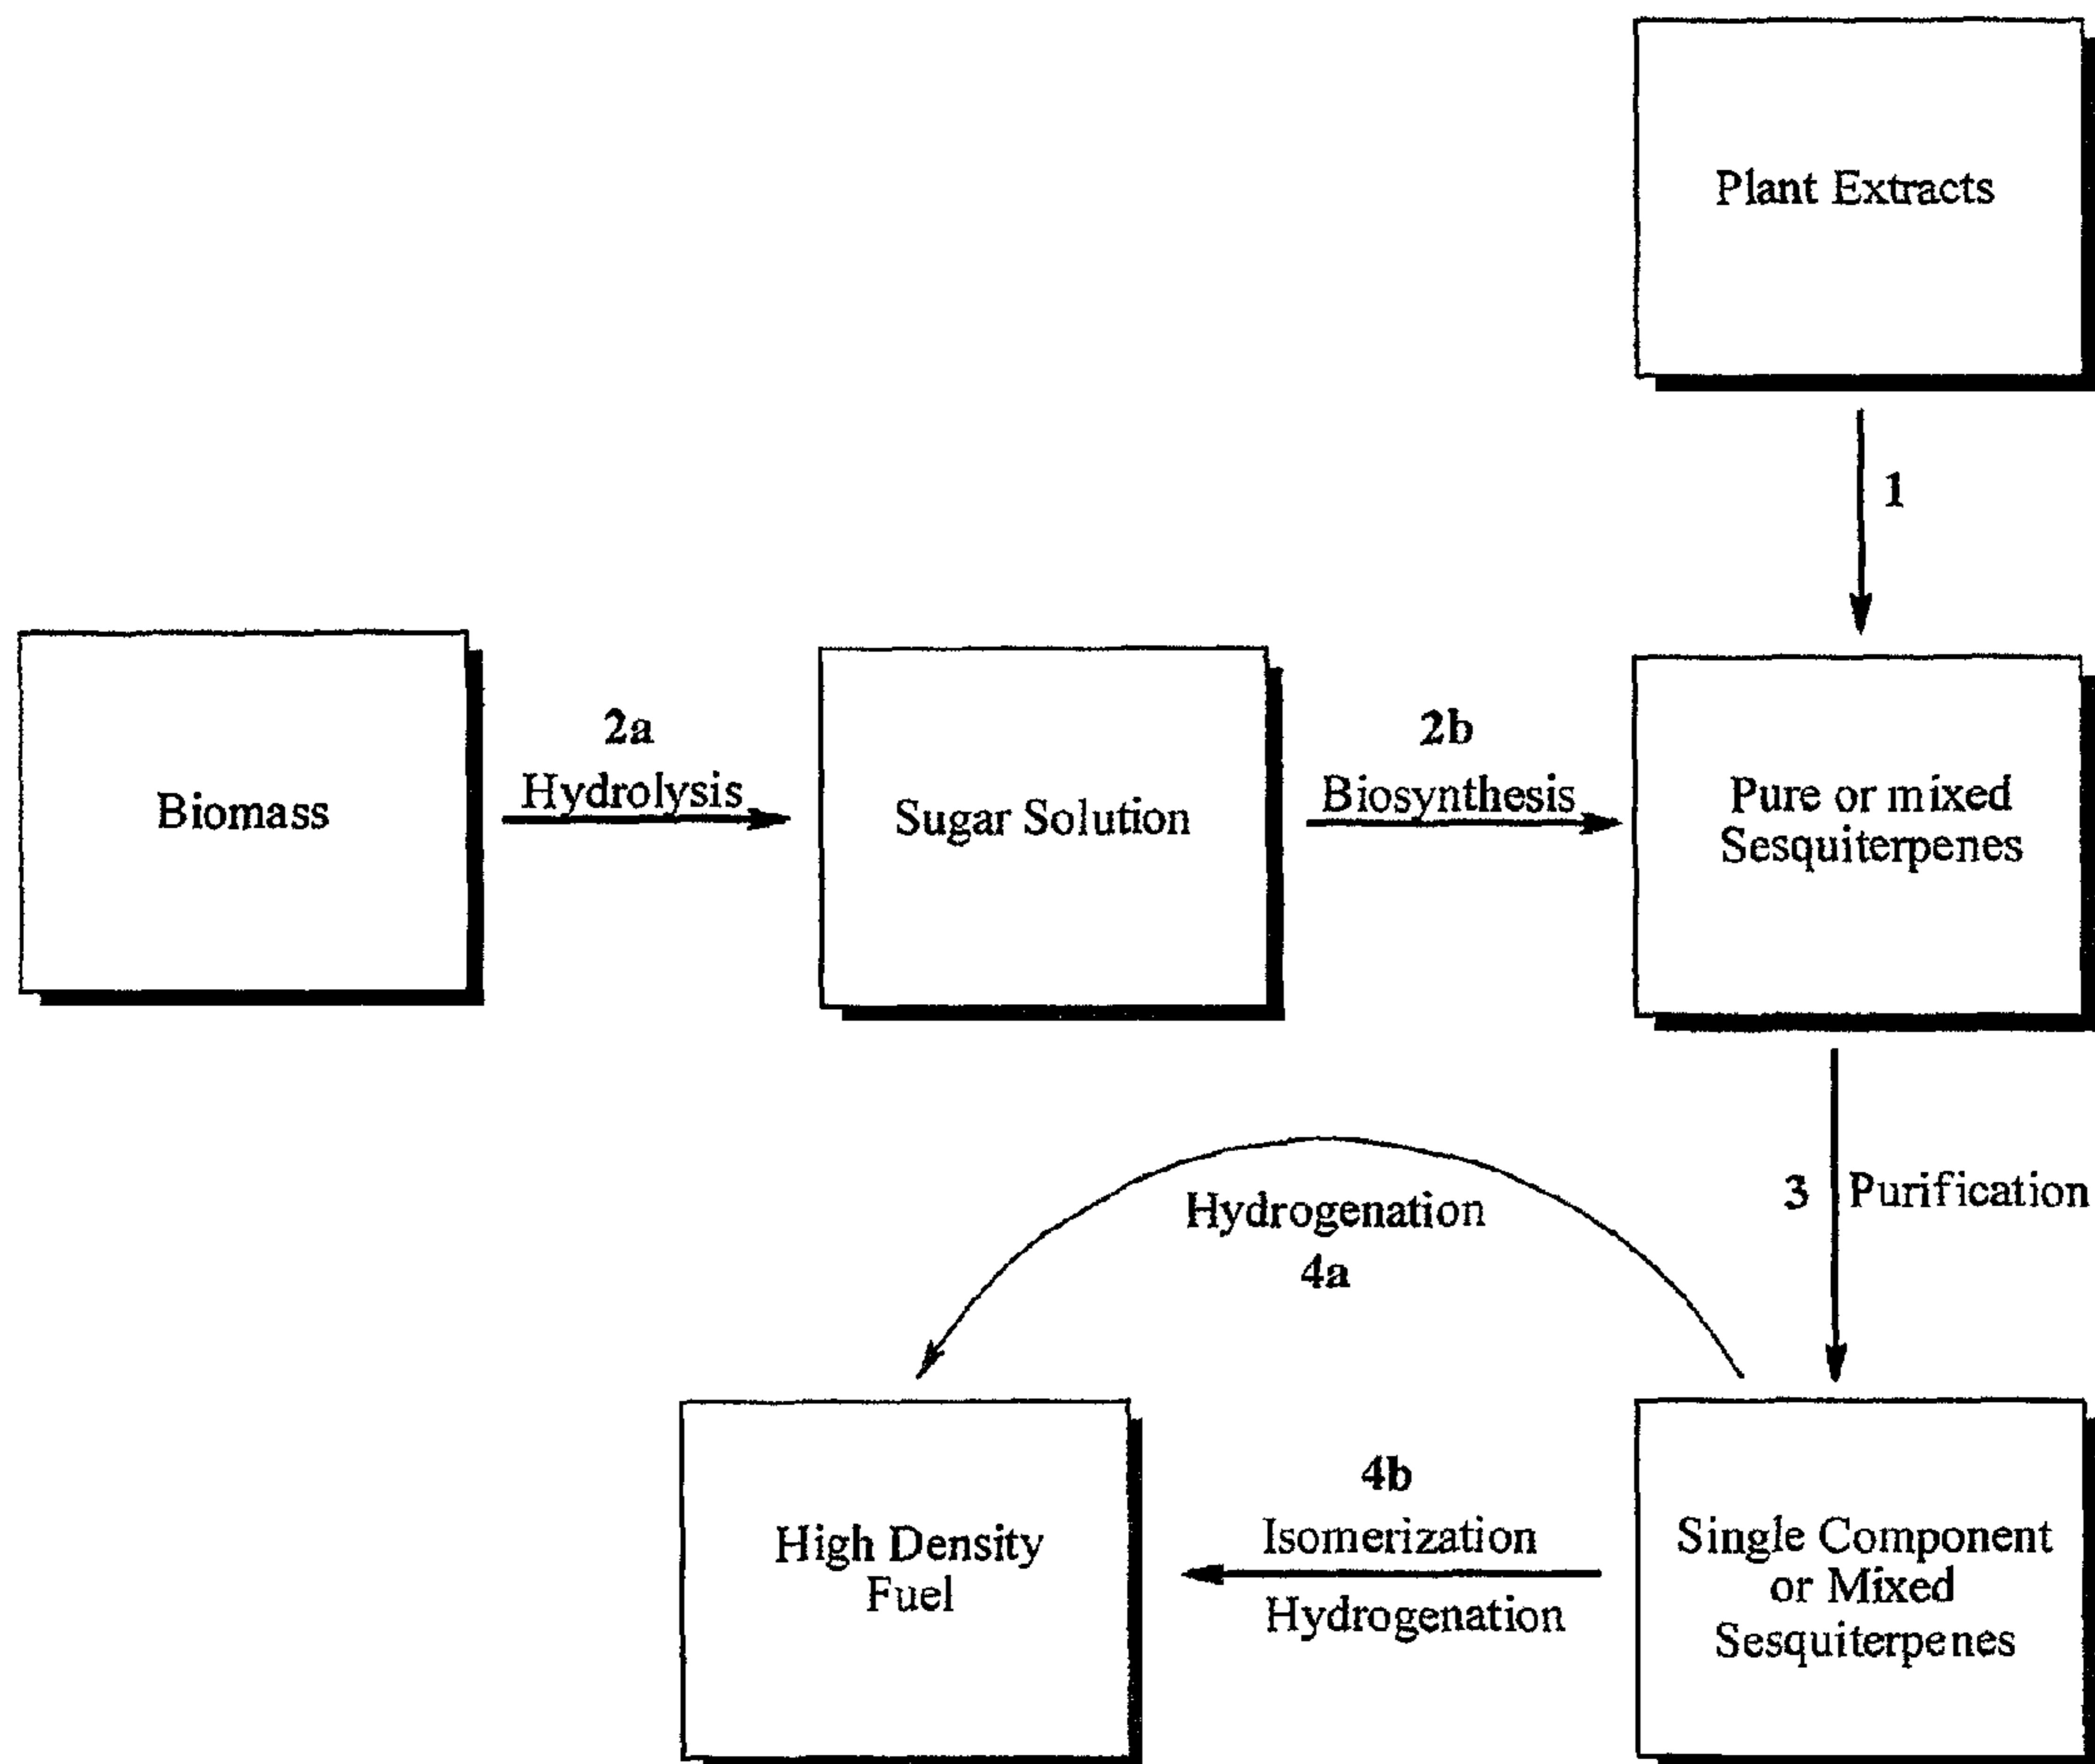 Plant Extracts
1
Biomass
2a
Hydrolysis
Sugar Solution
2b
Biosynthesis
Pure or mixed
Sesquiterpenes
3 Purification
Hydrogenation
4a
High Density
Fuel
4b
Isomerization
Hydrogenation
Single Component
or Mixed
Sesquiterpenes